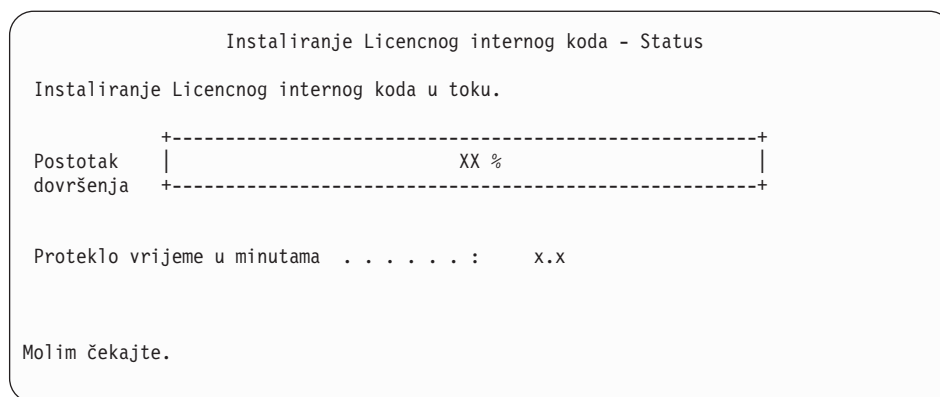 Instaliranje Licencnog internog koda - Status
Instaliranje Licencnog internog koda u toku.
+-------------------------------------------------------+
Postotak | XX % |
dovršenja +-------------------------------------------------------+
Proteklo vrijeme u minutama . . . . . . : x.x
Molim čekajte.